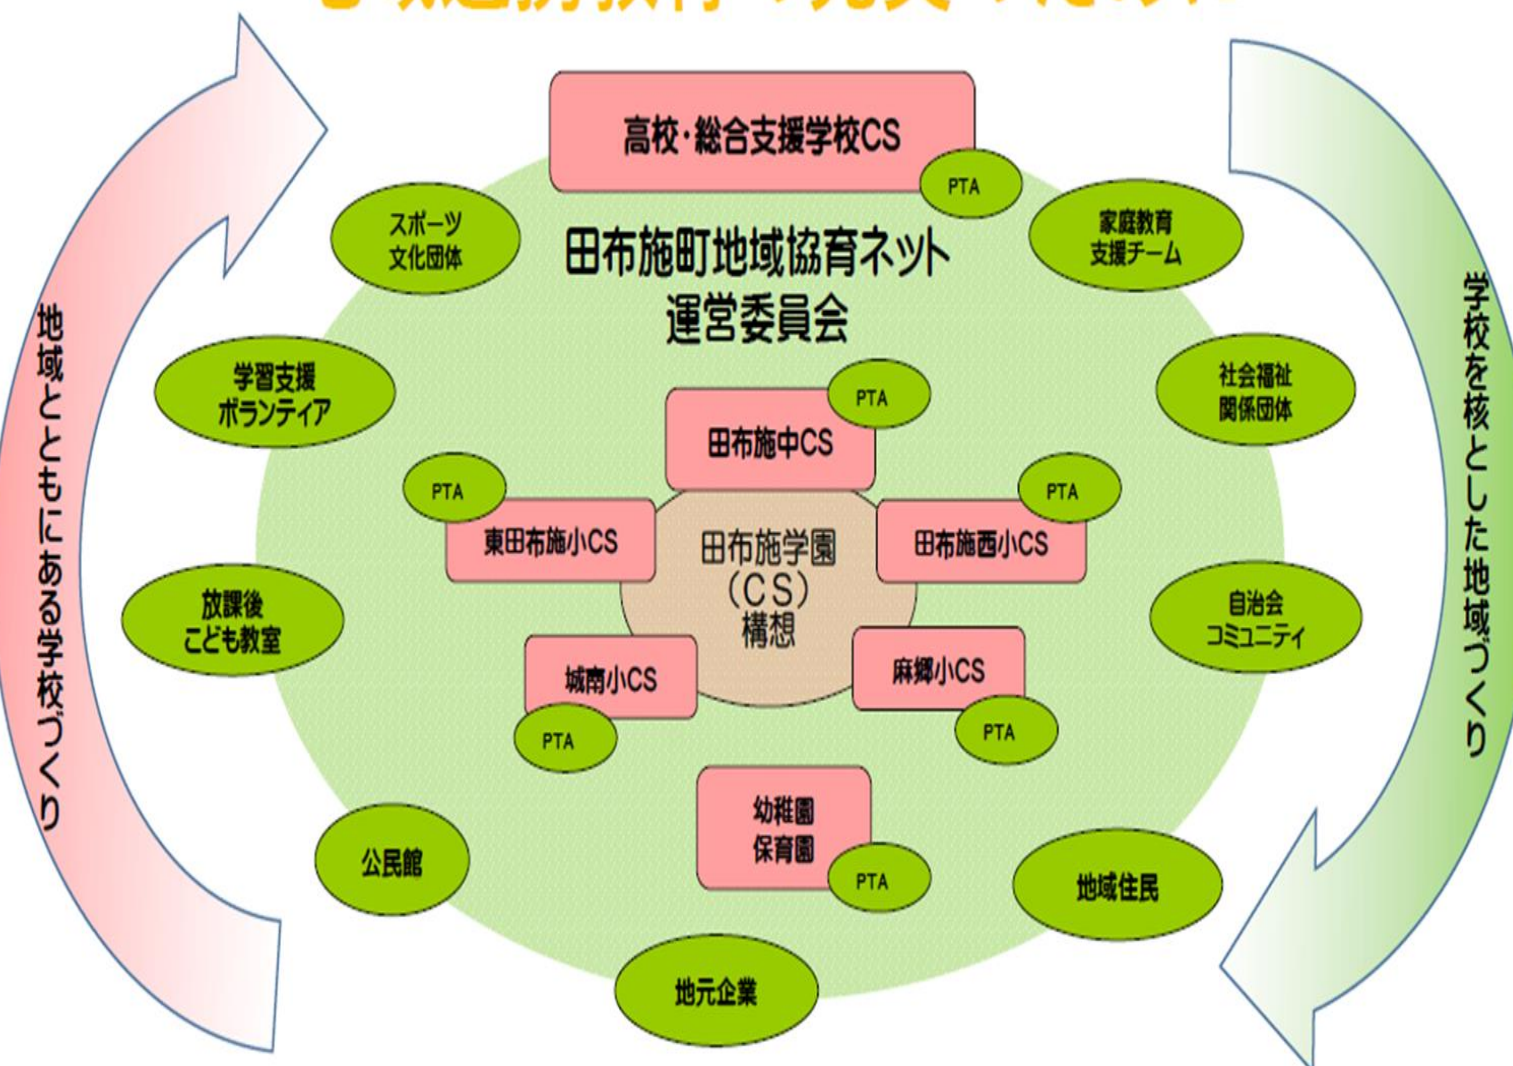 高校・総合支援学校CS
PTA
スポーツ
文化団体
家庭教育
支援チーム
田布施町地域協育ネット
運営委員会
学習支援
ボランティア
社会福祉
関係団体
PTA
田布施中CS
PTA
東田布施小CS
PTA
田布施西小CS
田布施学園
（CS）
構想
放課後
こども教室
自治会
コミュニティ
城南小CS
PTA
麻郷小CS
PTA
幼稚園
保育園
PTA
公民館
地域住民
地元企業
地域とともにある学校づくり
学校を核とした地域づくり